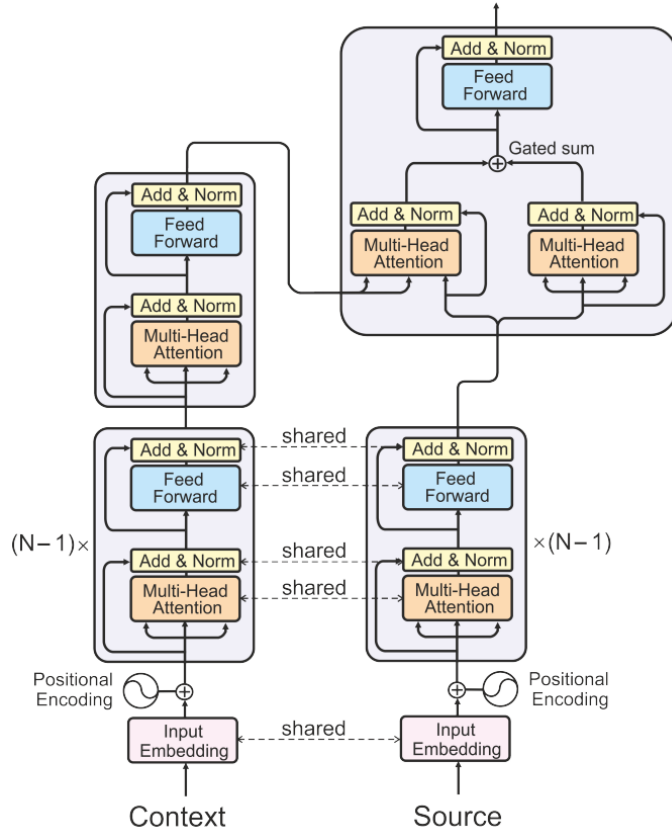 Add & Norm
Feed
Forward
Gated sum
Add & Norm
Multi-Head
Attention
Add & Norm
Multi-Head
Attention
Add & Norm
Feed
Forward
Add & Norm
Multi-Head
Attention
Add & Norm
shared
Add & Norm
Feed
Forward
shared
Feed
Forward
(N−1)×
×(N−1)
Add & Norm
shared
Add & Norm
Multi-Head
Attention
shared
Multi-Head
Attention
Positional
Encoding
Positional
Encoding
Input
Embedding
shared
Input
Embedding
Context
Source